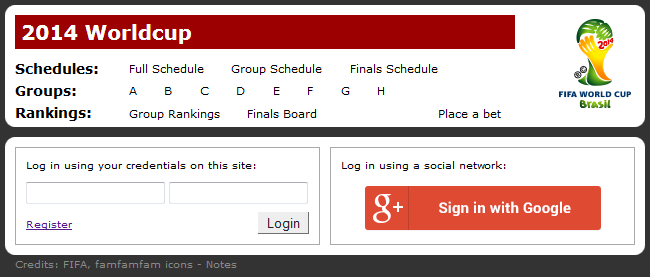 2014 Worldcup
2014
FIFA WORLD CUP
Brasil
Schedules: Full Schedule Group Schedule Finals Schedule
Groups: A B C D E F G H
Rankings: Group Rankings Finals Board Place a bet
Log in using your credentials on this site:
Register
Login
Log in using a social network:
g+ Sign in with Google
Credits: FIFA, famfamfam icons - Notes